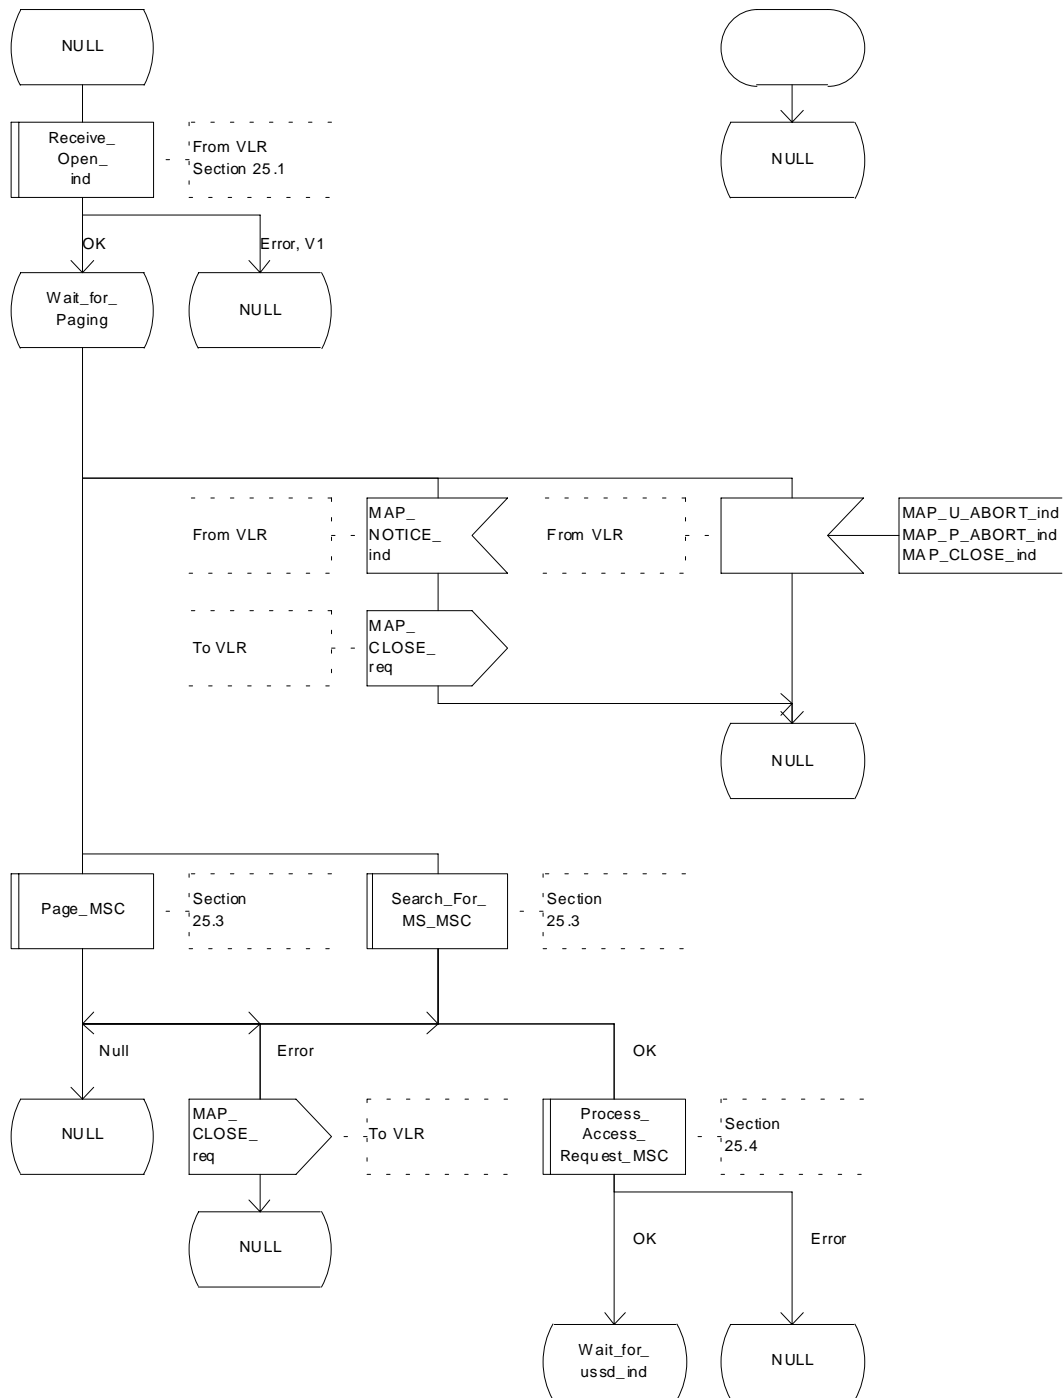 NULL
Receive_
Open_
ind
From VLR
Section 25.1
NULL
OK
Error, V1
Wait_for_
Paging
NULL
From VLR
MAP_
NOTICE_
ind
From VLR
MAP_U_ABORT_ind
MAP_P_ABORT_ind
MAP_CLOSE_ind
To VLR
MAP_
CLOSE_
req
NULL
Page_MSC
Section
25.3
Search_For_
MS_MSC
Section
25.3
Null
Error
OK
NULL
MAP_
CLOSE_
req
To VLR
Process_
Access_
Request_MSC
Section
25.4
NULL
OK
Error
Wait_for_
ussd_ind
NULL